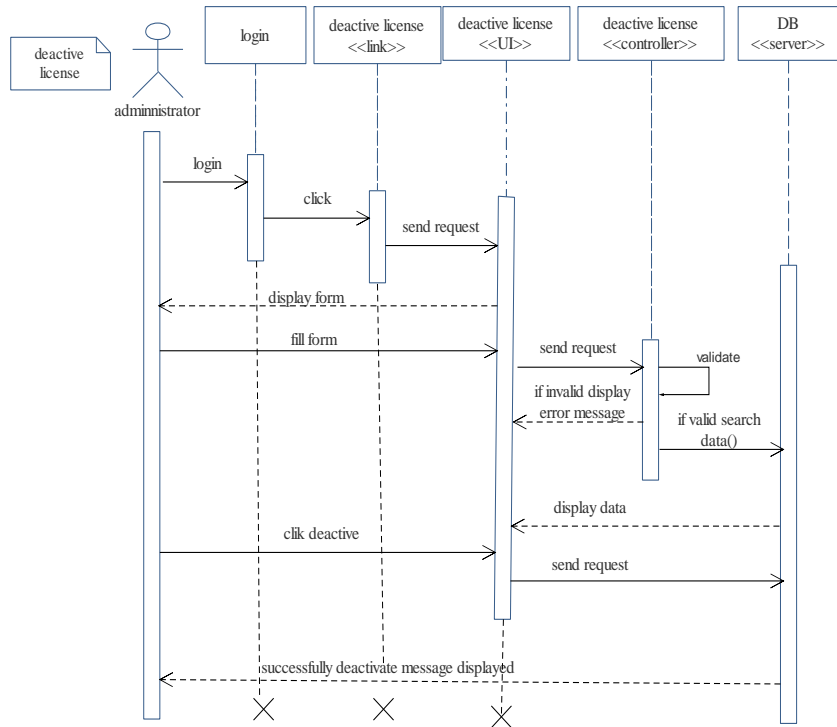 deactive
license
adminnistrator
login
deactive license
<<link>>
deactive license
<<UI>>
deactive license
<<controller>>
DB
<<server>>
login
click
send request
display form
fill form
send request
validate
if invalid display
error message
if valid search
data()
display data
clik deactive
send request
successfully deactivate message displayed